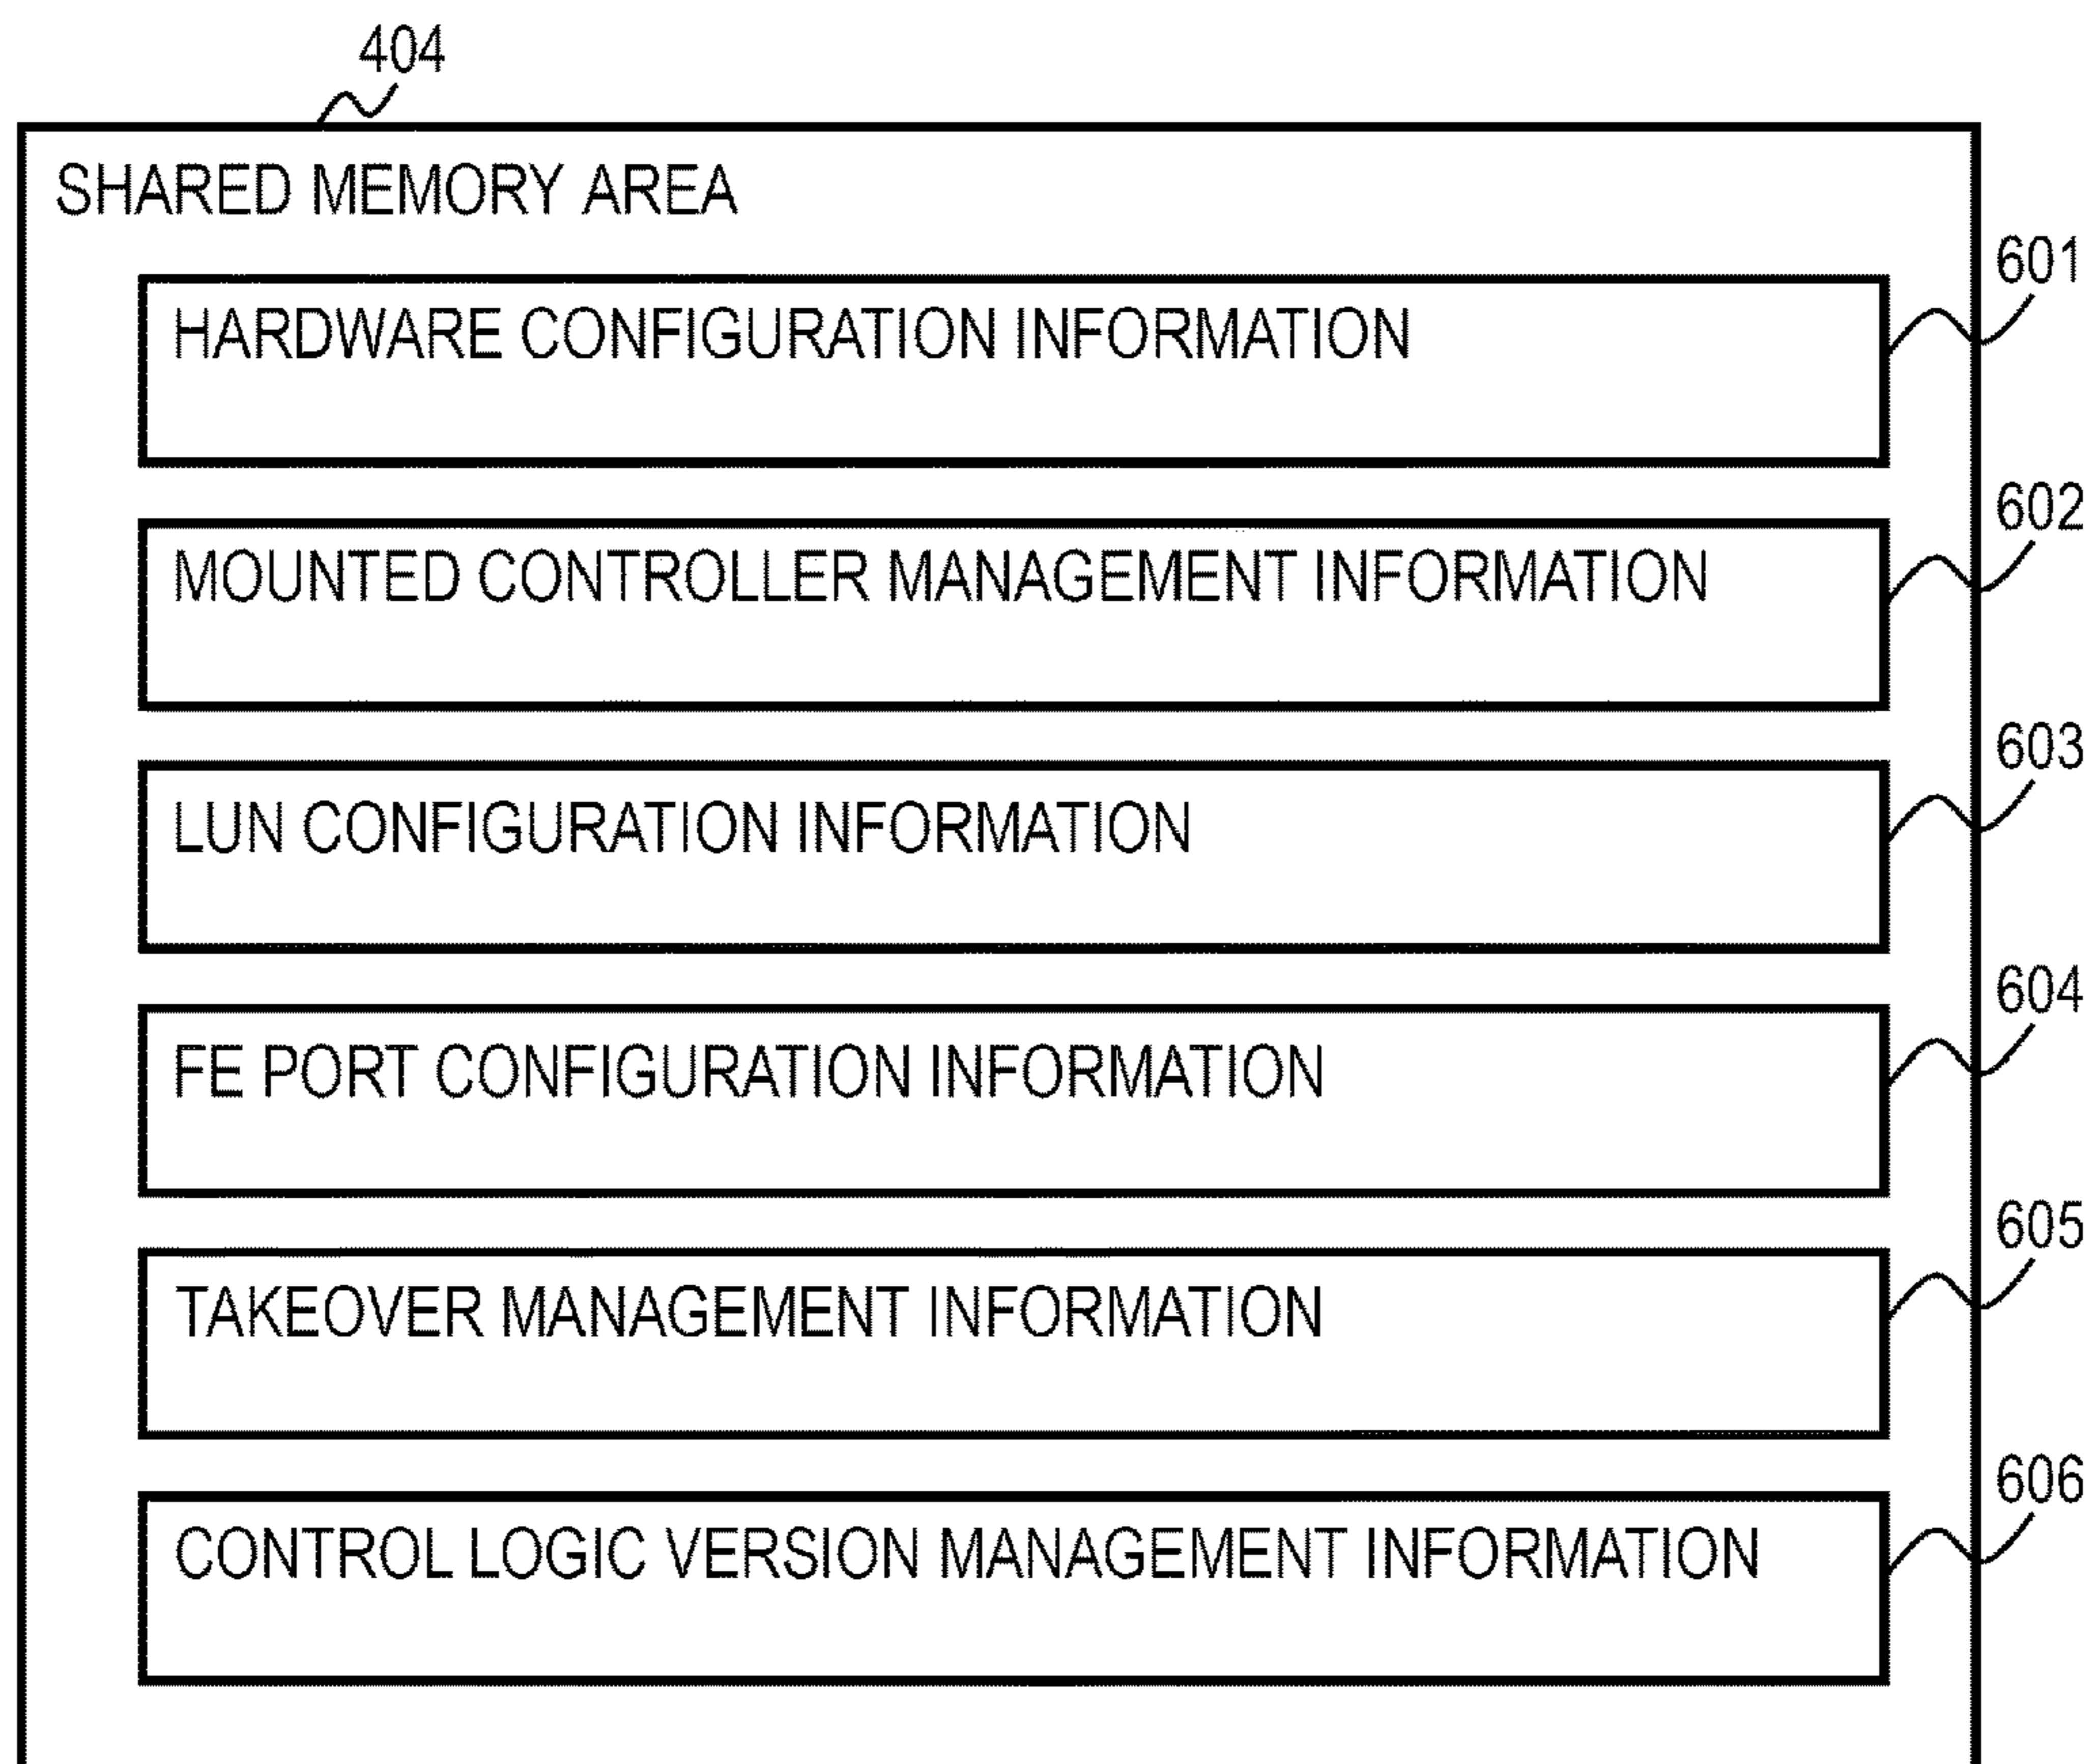 404
SHARED MEMORY AREA
601
HARDWARE CONFIGURATION INFORMATION
602
MOUNTED CONTROLLER MANAGEMENT INFORMATION
603
LUN CONFIGURATION INFORMATION
604
FE PORT CONFIGURATION INFORMATION
605
TAKEOVER MANAGEMENT INFORMATION
606
CONTROL LOGIC VERSION MANAGEMENT INFORMATION